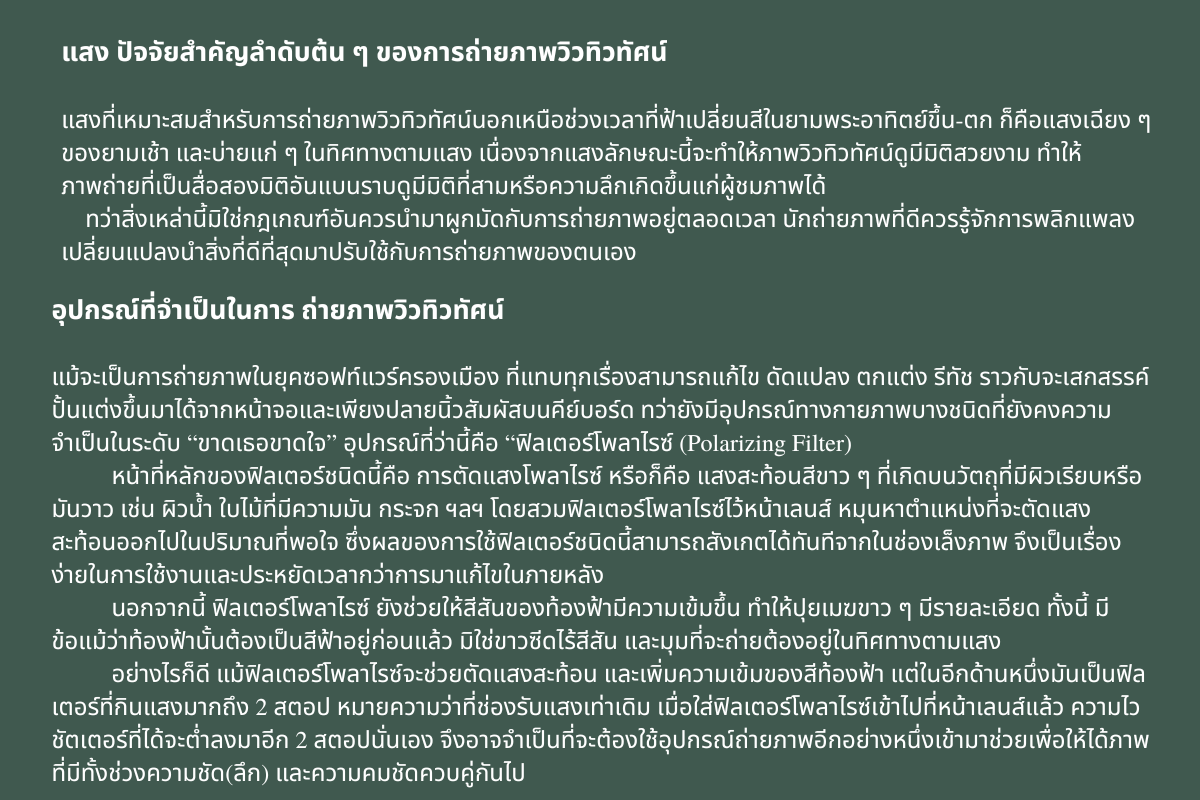 แสง ปัจจัยสำคัญลำดับต้น ๆ ของการถ่ายภาพวิวทิวทัศน์
แสงที่เหมาะสมสำหรับการถ่ายภาพวิวทิวทัศน์นอกเหนือช่วงเวลาที่ฟ้าเปลี่ยนสีในยามพระอาทิตย์ขึ้น-ตก ก็คือแสงเฉียง ๆ
ของยามเช้า และบ่ายแก่ ๆ ในทิศทางตามแสง เนื่องจากแสงลักษณะนี้จะทำให้ภาพวิวทิวทัศน์ดูมีมิติสวยงาม ทำให้
ภาพถ่ายที่เป็นสื่อสองมิติอันแบนราบดูมีมิติที่สามหรือความลึกเกิดขึ้นแก่ผู้ชมภาพได้
ทว่าสิ่งเหล่านี้มิใช่กฎเกณฑ์อันควรนำมาผูกมัดกับการถ่ายภาพอยู่ตลอดเวลา นักถ่ายภาพที่ดีควรรู้จักการพลิกแพลง
เปลี่ยนแปลงนำสิ่งที่ดีที่สุดมาปรับใช้กับการถ่ายภาพของตนเอง
อุปกรณ์ที่จำเป็นในการ ถ่ายภาพวิวทิวทัศน์
แม้จะเป็นการถ่ายภาพในยุคซอฟท์แวร์ครองเมือง ที่แทบทุกเรื่องสามารถแก้ไข ดัดแปลง ตกแต่ง รีทัช ราวกับจะเสกสรรค์
ปั้นแต่งขึ้นมาได้จากหน้าจอและเพียงปลายนิ้วสัมผัสบนคีย์บอร์ด ทว่ายังมีอุปกรณ์ทางกายภาพบางชนิดที่ยังคงความ
จำเป็นในระดับ “ขาดเธอขาดใจ” อุปกรณ์ที่ว่านี้คือ “ฟิลเตอร์โพลาไรซ์ (Polarizing Filter)
หน้าที่หลักของฟิลเตอร์ชนิดนี้คือ การตัดแสงโพลาไรซ์ หรือก็คือ แสงสะท้อนสีขาว ๆ ที่เกิดบนวัตถุที่มีผิวเรียบหรือ
มันวาว เช่น ผิวน้ำ ใบไม้ที่มีความมัน กระจก ฯลฯ โดยสวมฟิลเตอร์โพลาไรซ์ไว้หน้าเลนส์ หมุนหาตำแหน่งที่จะตัดแสง
สะท้อนออกไปในปริมาณที่พอใจ ซึ่งผลของการใช้ฟิลเตอร์ชนิดนี้สามารถสังเกตได้ทันทีจากในช่องเล็งภาพ จึงเป็นเรื่อง
ง่ายในการใช้งานและประหยัดเวลากว่าการมาแก้ไขในภายหลัง
นอกจากนี้ ฟิลเตอร์โพลาไรซ์ ยังช่วยให้สีสันของท้องฟ้ามีความเข้มขึ้น ทำให้ปุยเมฆขาว ๆ มีรายละเอียด ทั้งนี้ มี
ข้อแม้ว่าท้องฟ้านั้นต้องเป็นสีฟ้าอยู่ก่อนแล้ว มิใช่ขาวซีดไร้สีสัน และมุมที่จะถ่ายต้องอยู่ในทิศทางตามแสง
อย่างไรก็ดี แม้ฟิลเตอร์โพลาไรซ์จะช่วยตัดแสงสะท้อน และเพิ่มความเข้มของสีท้องฟ้า แต่ในอีกด้านหนึ่งมันเป็นฟิล
เตอร์ที่กินแสงมากถึง 2 สตอป หมายความว่าที่ช่องรับแสงเท่าเดิม เมื่อใส่ฟิลเตอร์โพลาไรซ์เข้าไปที่หน้าเลนส์แล้ว ความไว
ชัตเตอร์ที่ได้จะต่ำลงมาอีก 2 สตอปนั่นเอง จึงอาจจำเป็นที่จะต้องใช้อุปกรณ์ถ่ายภาพอีกอย่างหนึ่งเข้ามาช่วยเพื่อให้ได้ภาพ
ที่มีทั้งช่วงความชัด(ลึก) และความคมชัดควบคู่กันไป